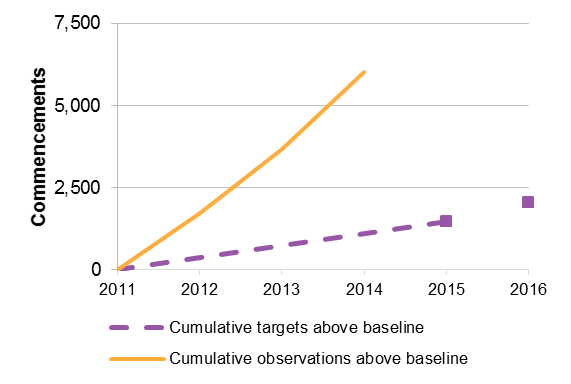 7,500
5,000
2,500
0
Commencements
2011 2012 2013 2014 2015 2016
Cumulative targets above baseline
Cumulative observations above baseline